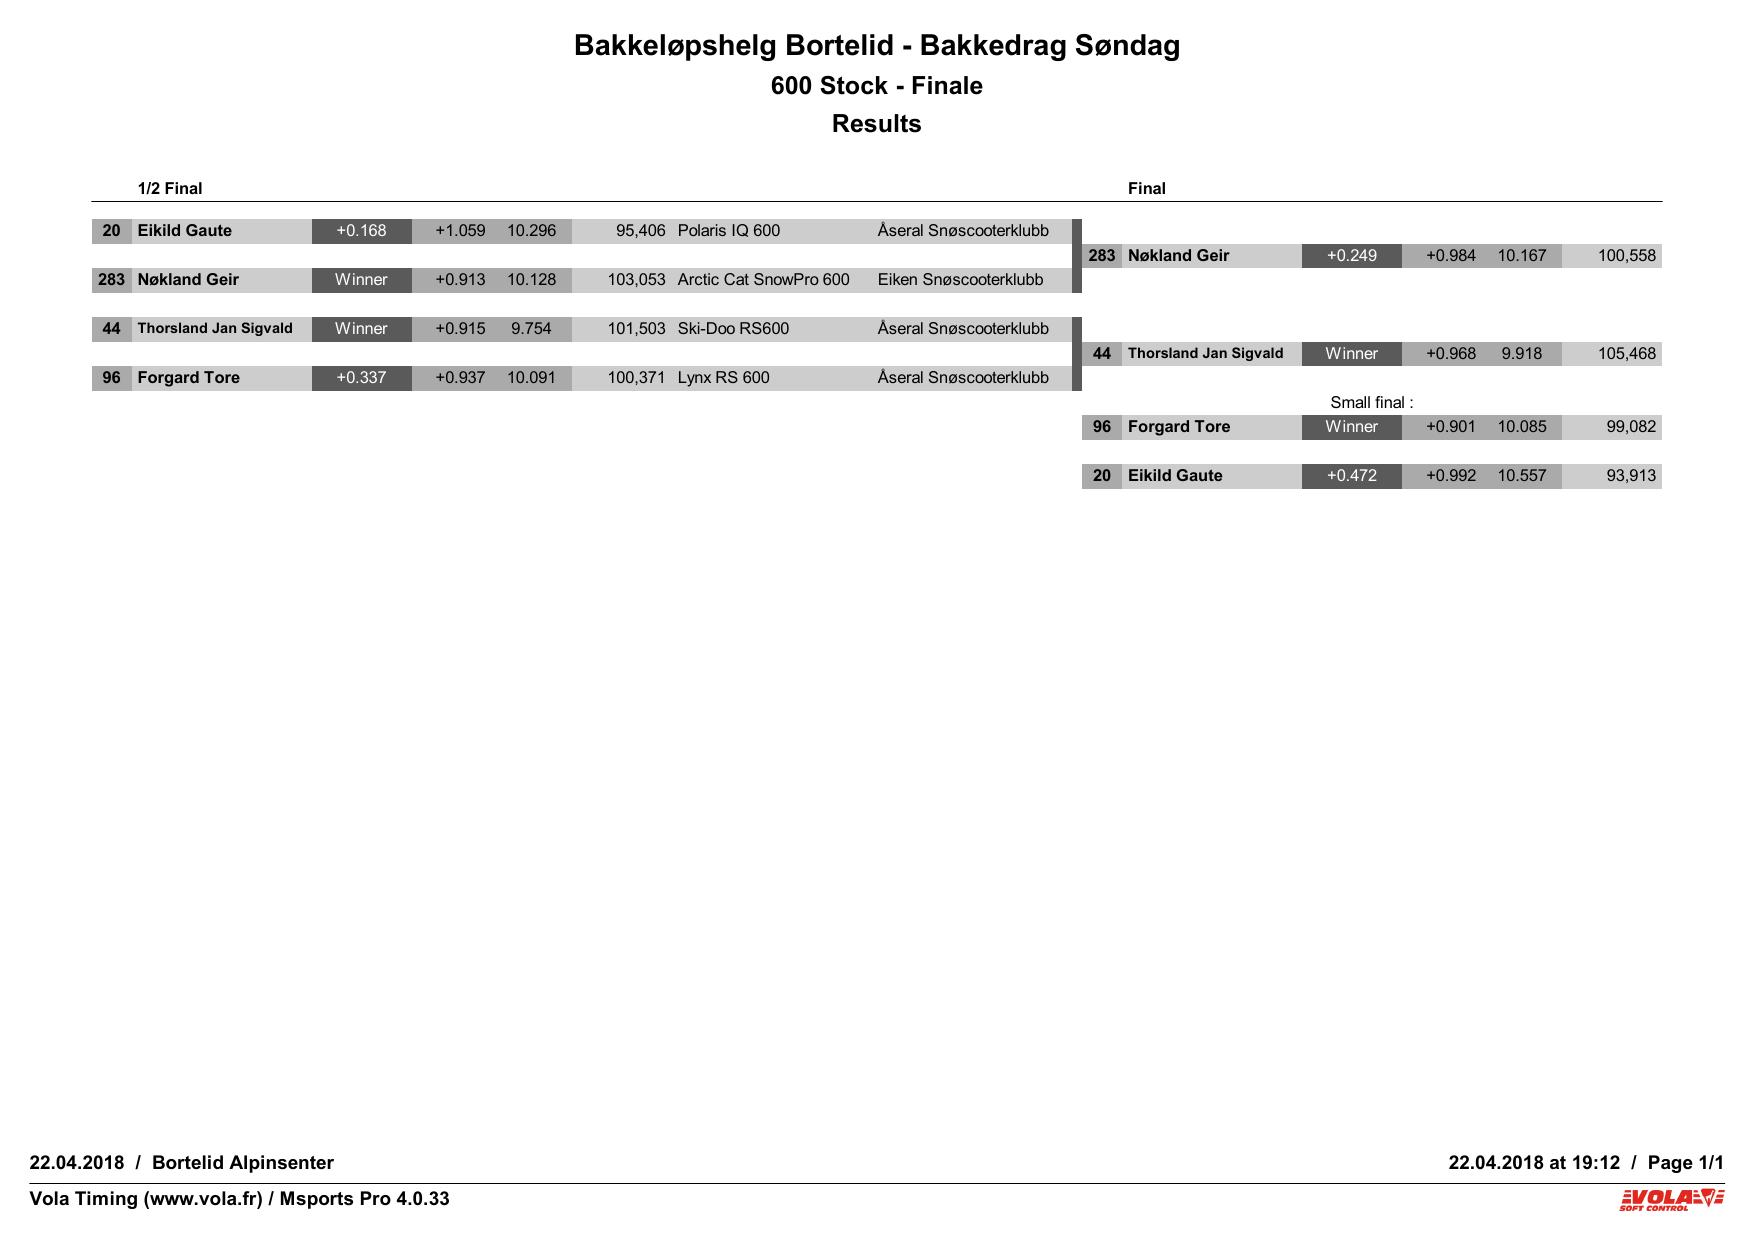 Bakkeløpshelg Bortelid - Bakkedrag Søndag
600 Stock - Finale
Results
1/2 Final Final
20 Eikild Gaute +0.168 +1.059 10.296 95,406 Polaris IQ 600 Åseral Snøscooterklubb
283 Nøkland Geir +0.249 +0.984 10.167 100,558
283 Nøkland Geir Winner +0.913 10.128 103,053 Arctic Cat SnowPro 600 Eiken Snøscooterklubb
44 Thorsland Jan Sigvald Winner +0.915 9.754 101,503 Ski-Doo RS600 Åseral Snøscooterklubb
44 Thorsland Jan Sigvald Winner +0.968 9.918 105,468
96 Forgard Tore +0.337 +0.937 10.091 100,371 Lynx RS 600 Åseral Snøscooterklubb
Small final :
96 Forgard Tore Winner +0.901 10.085 99,082
20 Eikild Gaute +0.472 +0.992 10.557 93,913
22.04.2018 / Bortelid Alpinsenter 22.04.2018 at 19:12 / Page 1/1
Vola Timing (www.vola.fr) / Msports Pro 4.0.33
VOLA
SOFT CONTROL